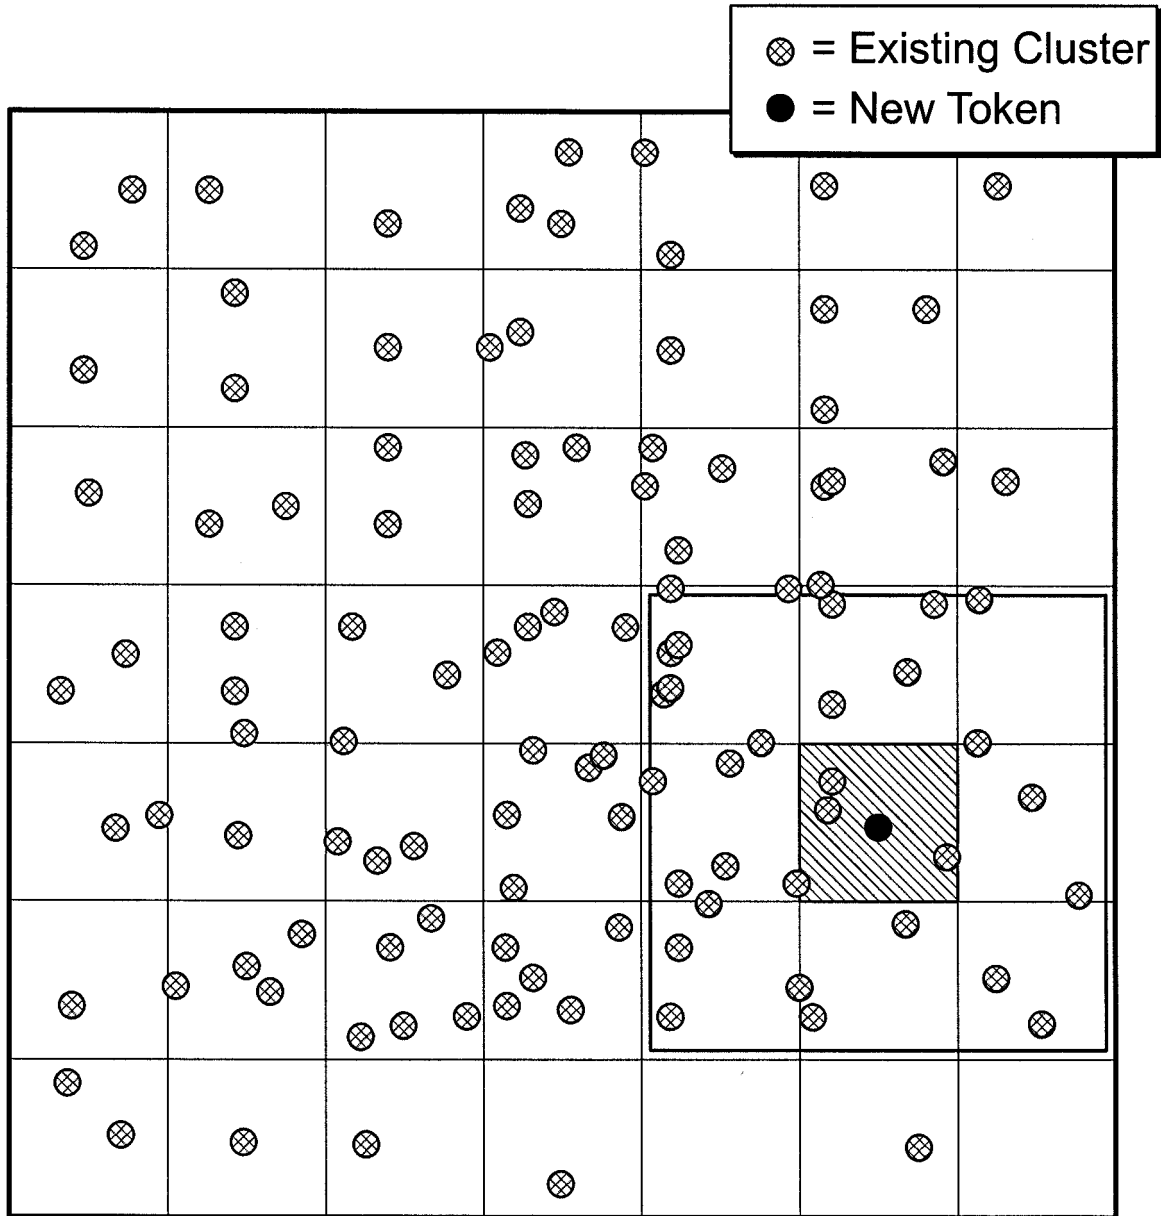 = Existing Cluster
= New Token